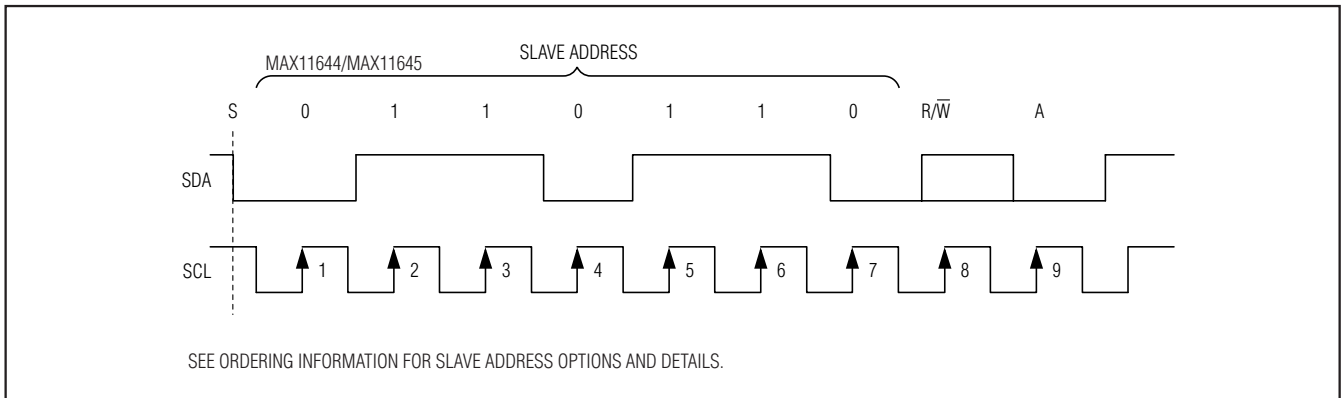 SLAVE ADDRESS
MAX11644/MAX11645
S 0 1 1 0 1 1 0 R/W̅ A
SDA
SCL 1 2 3 4 5 6 7 8 9
SEE ORDERING INFORMATION FOR SLAVE ADDRESS OPTIONS AND DETAILS.